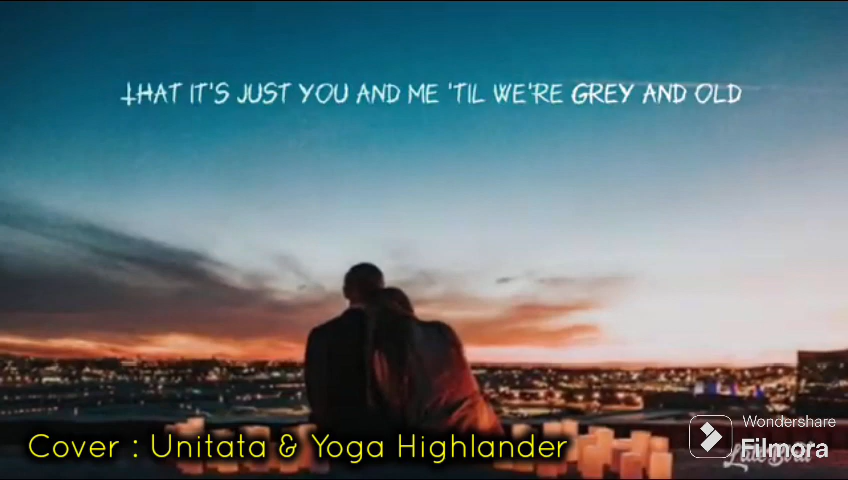 THAT IT'S JUST YOU AND ME 'TIL WE'RE GREY AND OLD
Cover : Unitata & Yoga Highlander
Wondershare
Filmora